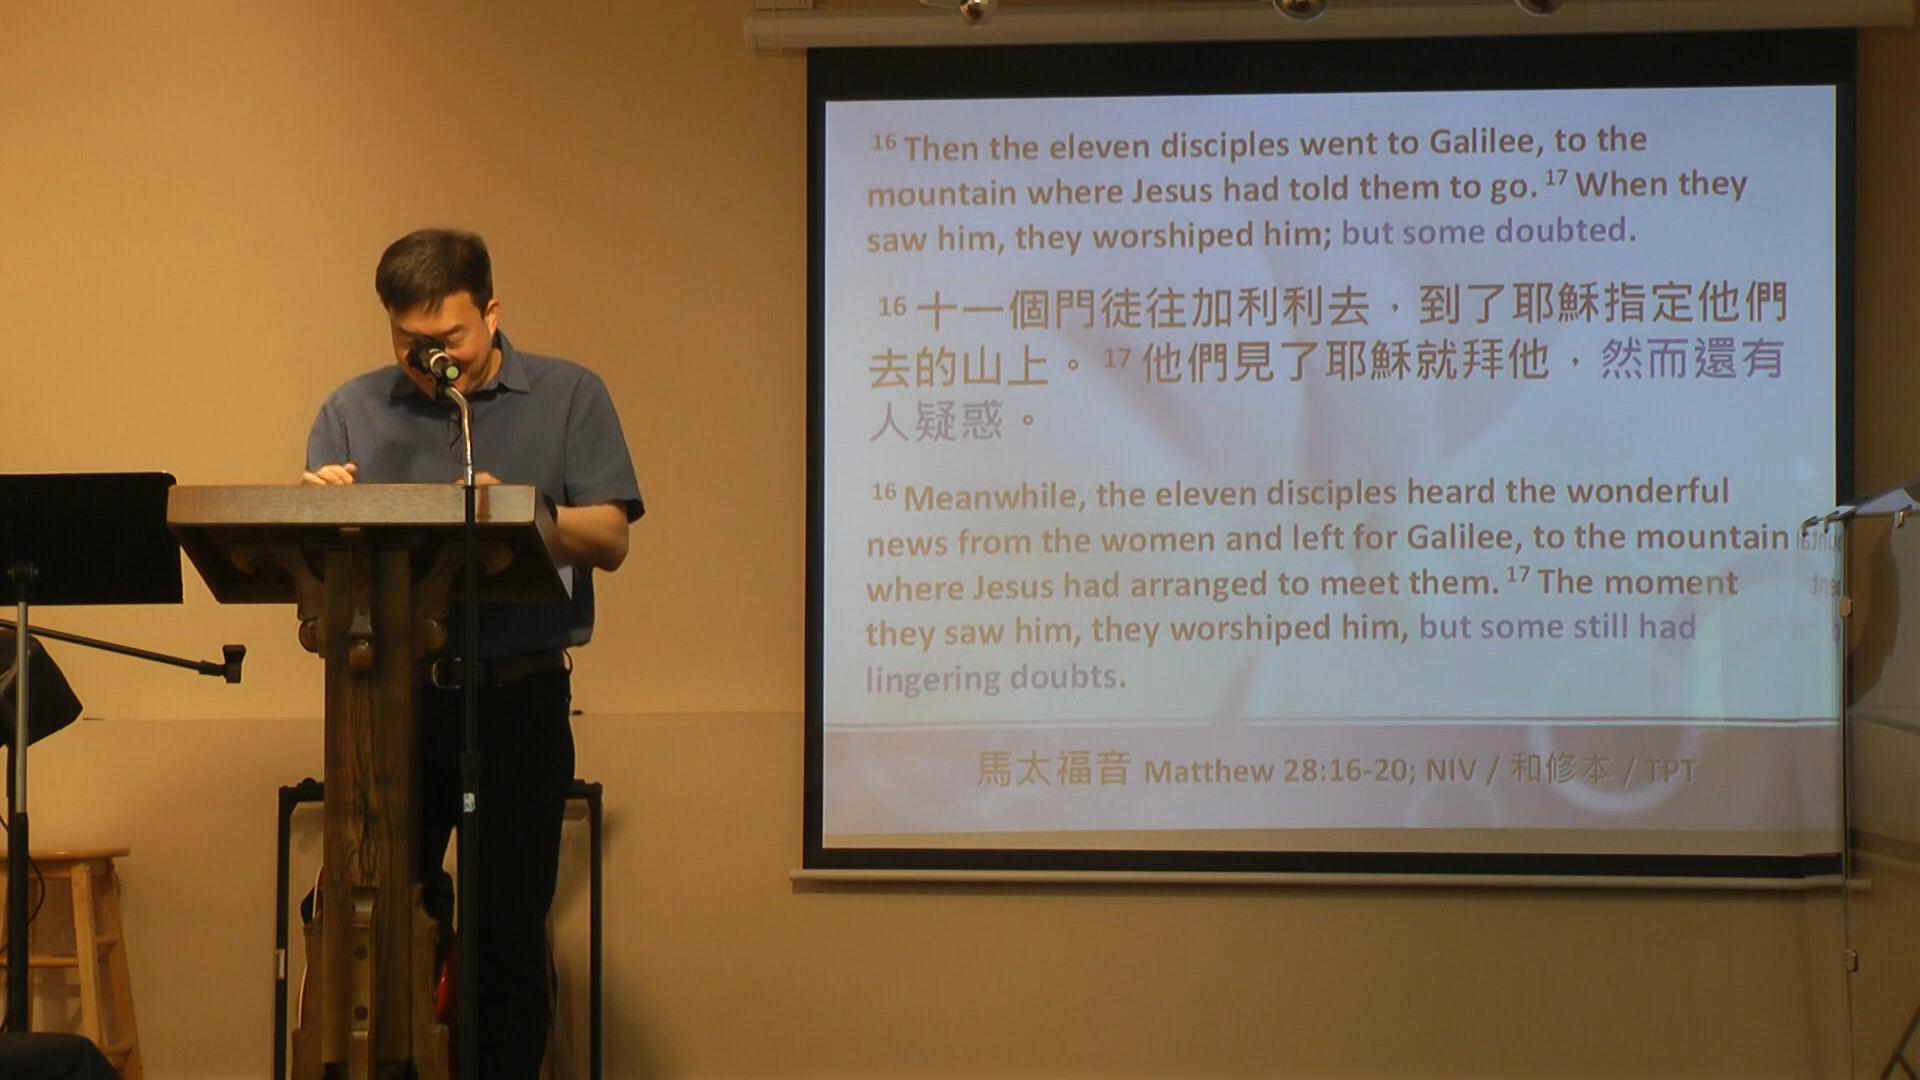 16 Then the eleven disciples went to Galilee, to the
mountain where Jesus had told them to go. 17 When they
saw him, they worshiped him; but some doubted.
16 十一個門徒往加利利去，到了耶穌指定他們
去的山上。17 他們見了耶穌就拜他，然而還有
人疑惑。
16 Meanwhile, the eleven disciples heard the wonderful
news from the women and left for Galilee, to the mountain
where Jesus had arranged to meet them. 17 The moment
they saw him, they worshiped him, but some still had
lingering doubts.
馬太福音 Matthew 28:16-20; NIV / 和修本 / TPT